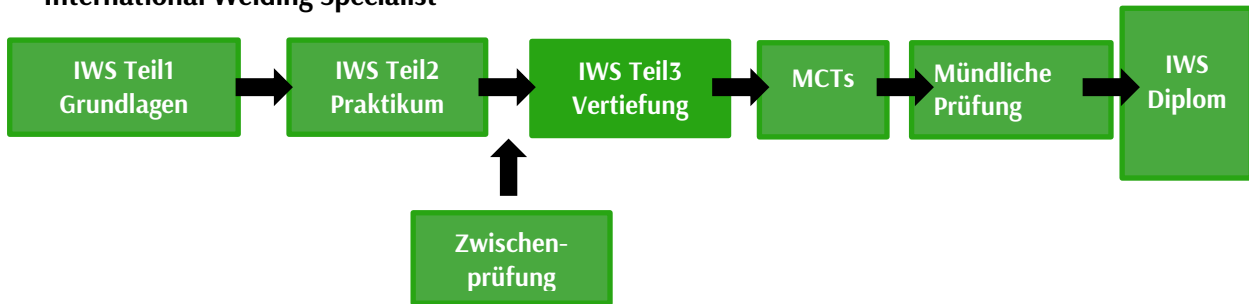 International Welding Specialist
IWS Teil1
Grundlagen
IWS Teil2
Praktikum
IWS Teil3
Vertiefung
MCTs
Mündliche
Prüfung
IWS
Diplom
Zwischen-
prüfung